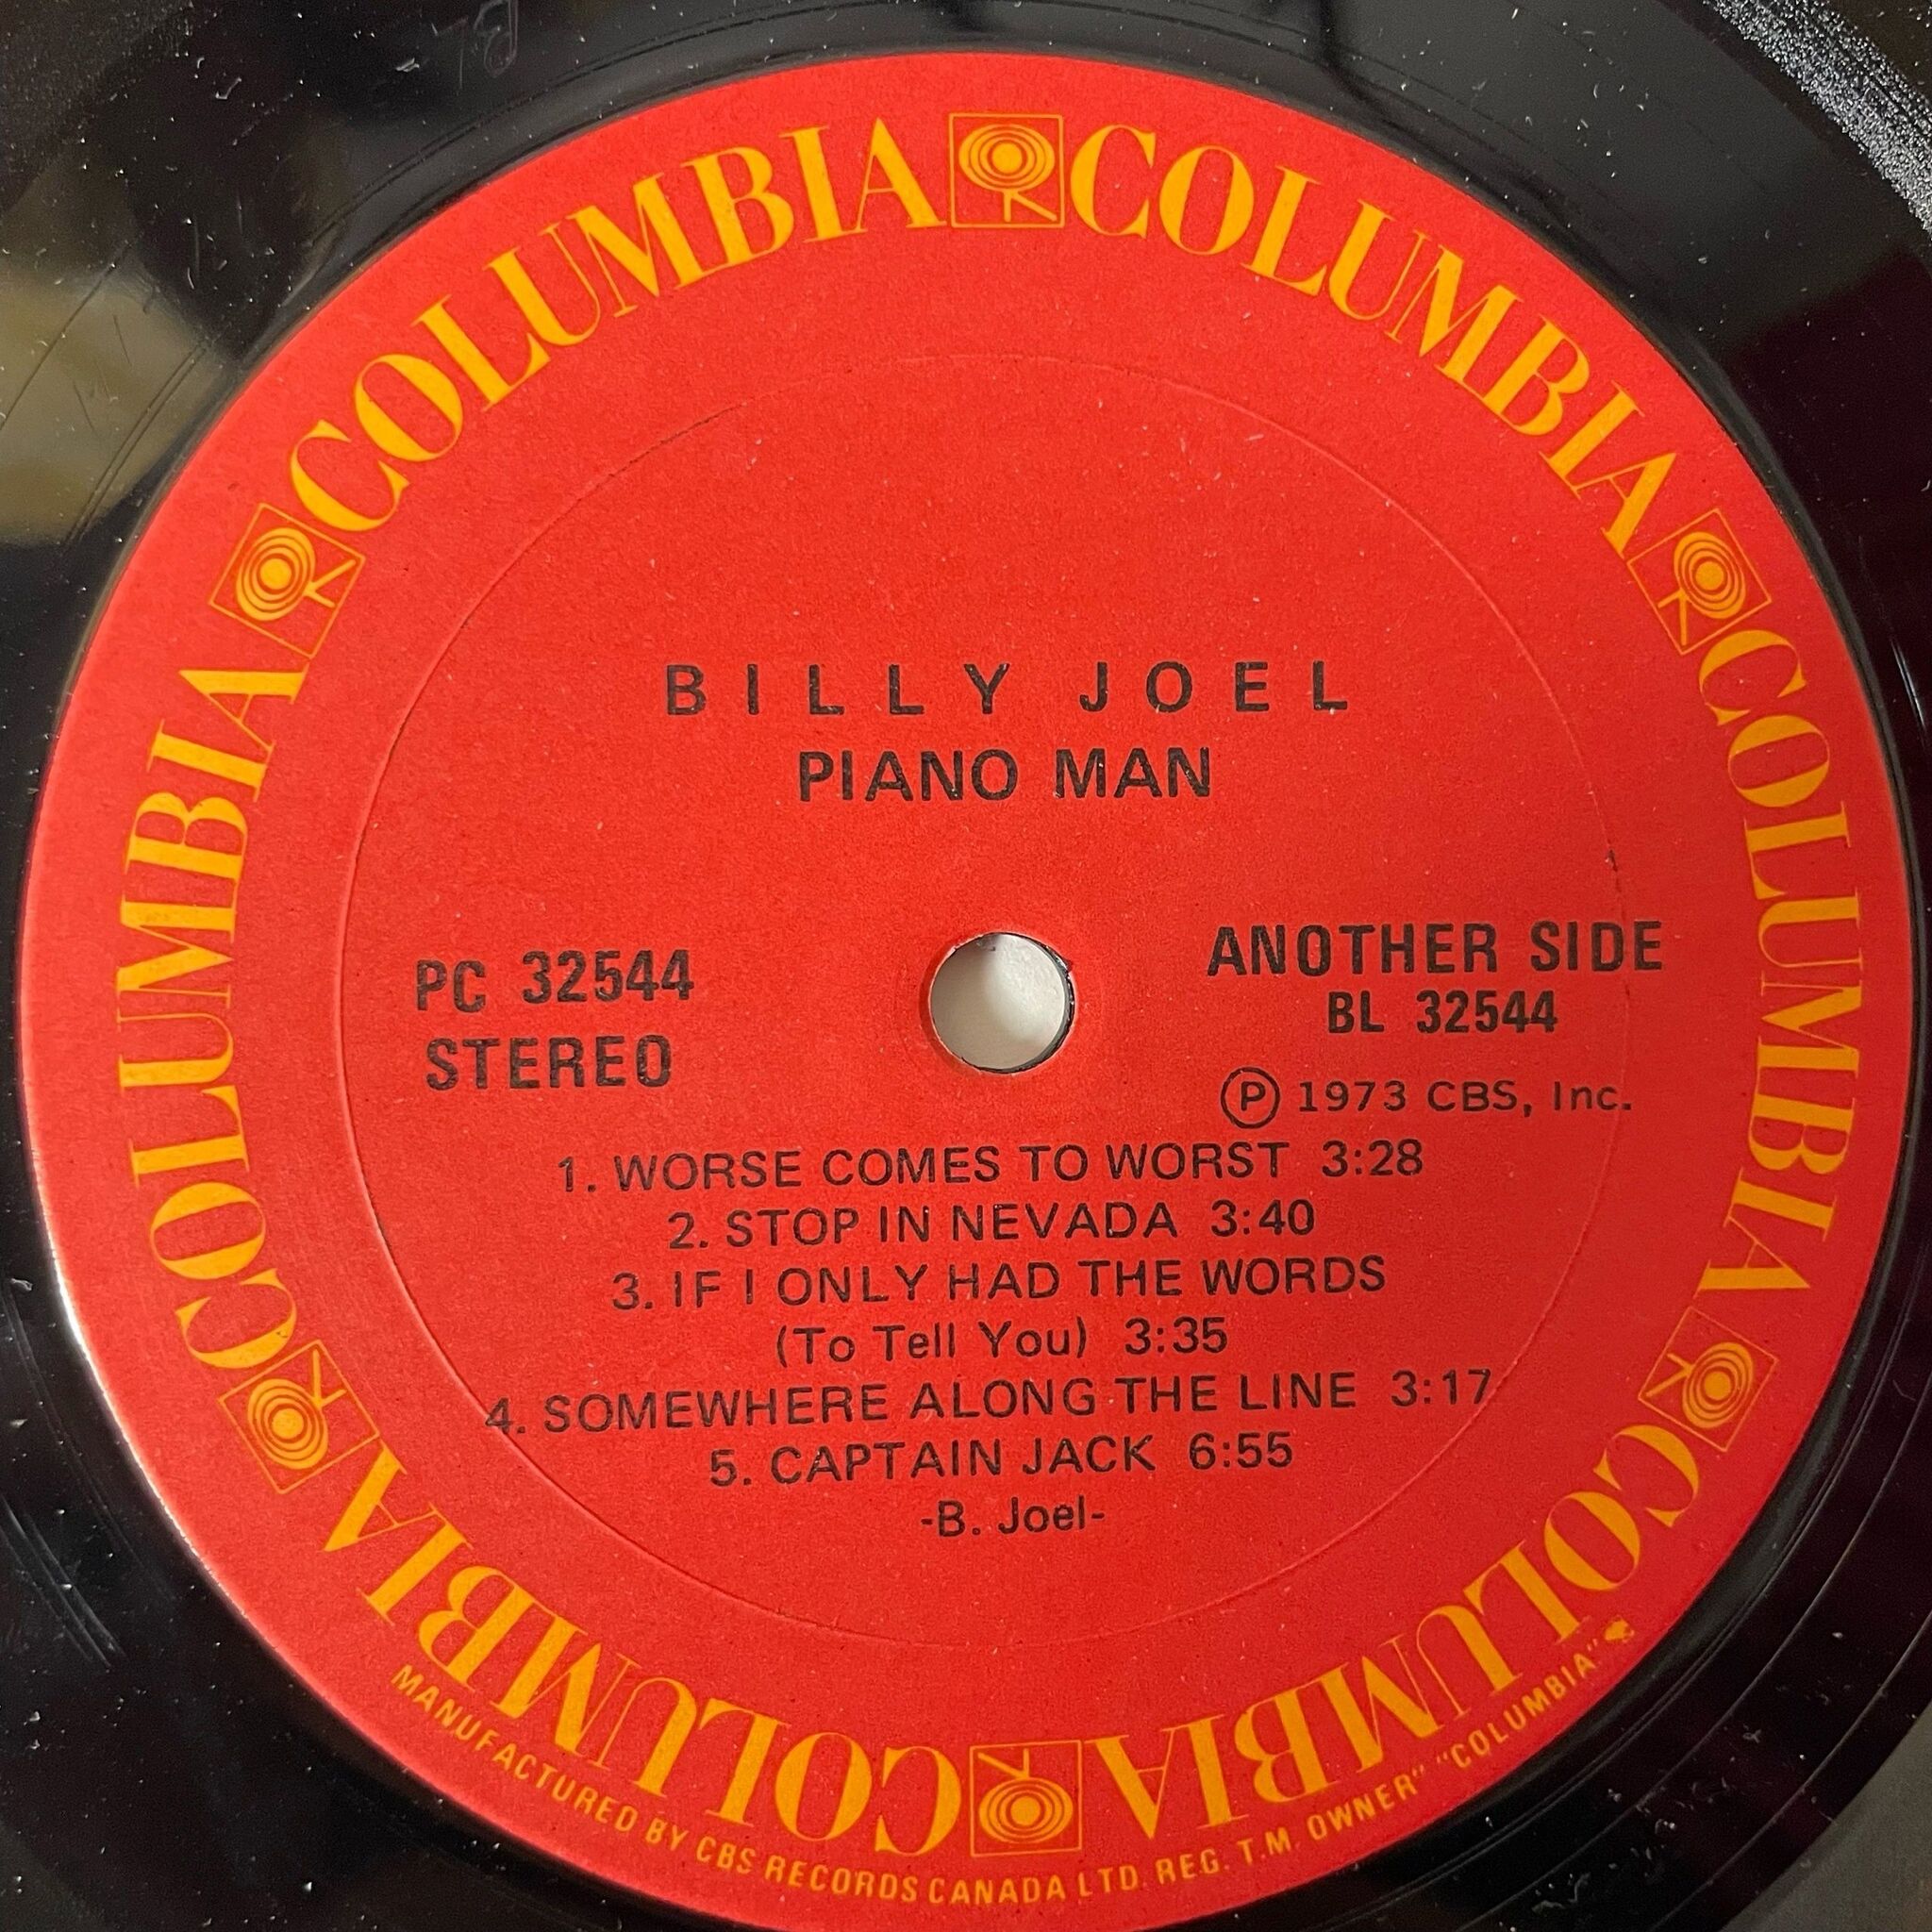 COLUMBIA COLUMBIA COLUMBIA COLUMBIA COLUMBIA COLUMBIA
BILLY JOEL
PIANO MAN
PC 32544
STEREO
ANOTHER SIDE
BL 32544
Ⓟ 1973 CBS, Inc.
1. WORSE COMES TO WORST 3:28
2. STOP IN NEVADA 3:40
3. IF I ONLY HAD THE WORDS
(To Tell You) 3:35
4. SOMEWHERE ALONG THE LINE 3:17
5. CAPTAIN JACK 6:55
-B. Joel-
MANUFACTURED BY CBS RECORDS CANADA LTD. REG. T.M. OWNER" "COLUMBIA"